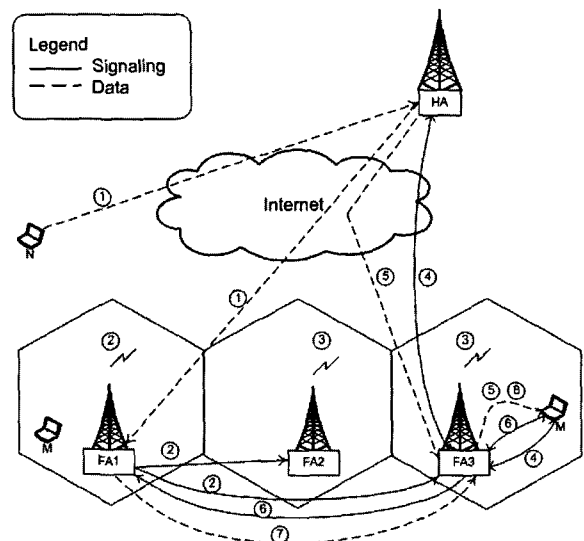 Legend
Signaling
Data
HA
①
Internet
N
①
⑤
④
②
③
③
⑤ ⑧
M
M
⑥
②
④
FA1
FA2
FA3
②
⑥
⑦